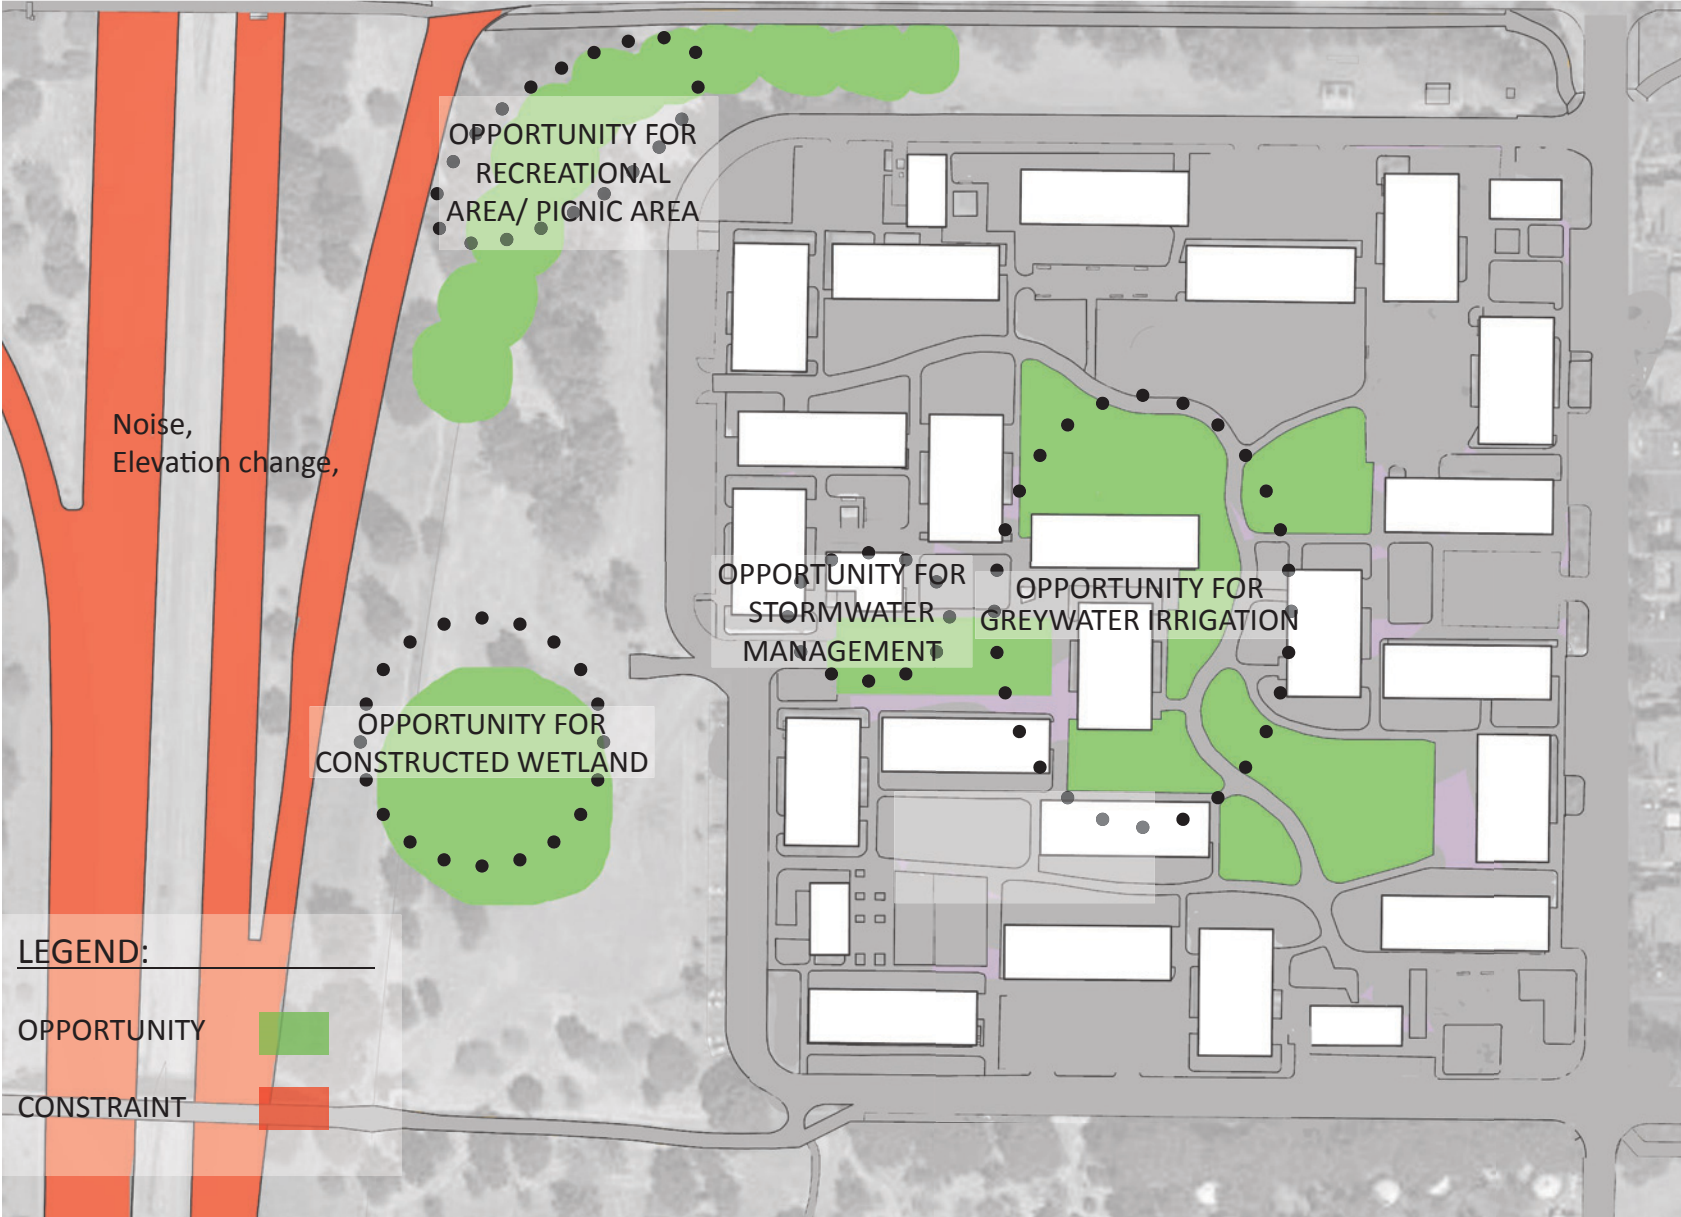 OPPORTUNITY FOR
RECREATIONAL
AREA/ PICNIC AREA
Noise,
Elevation change,
OPPORTUNITY FOR
STORMWATER
MANAGEMENT
OPPORTUNITY FOR
GREYWATER IRRIGATION
OPPORTUNITY FOR
CONSTRUCTED WETLAND
LEGEND:
OPPORTUNITY
CONSTRAINT